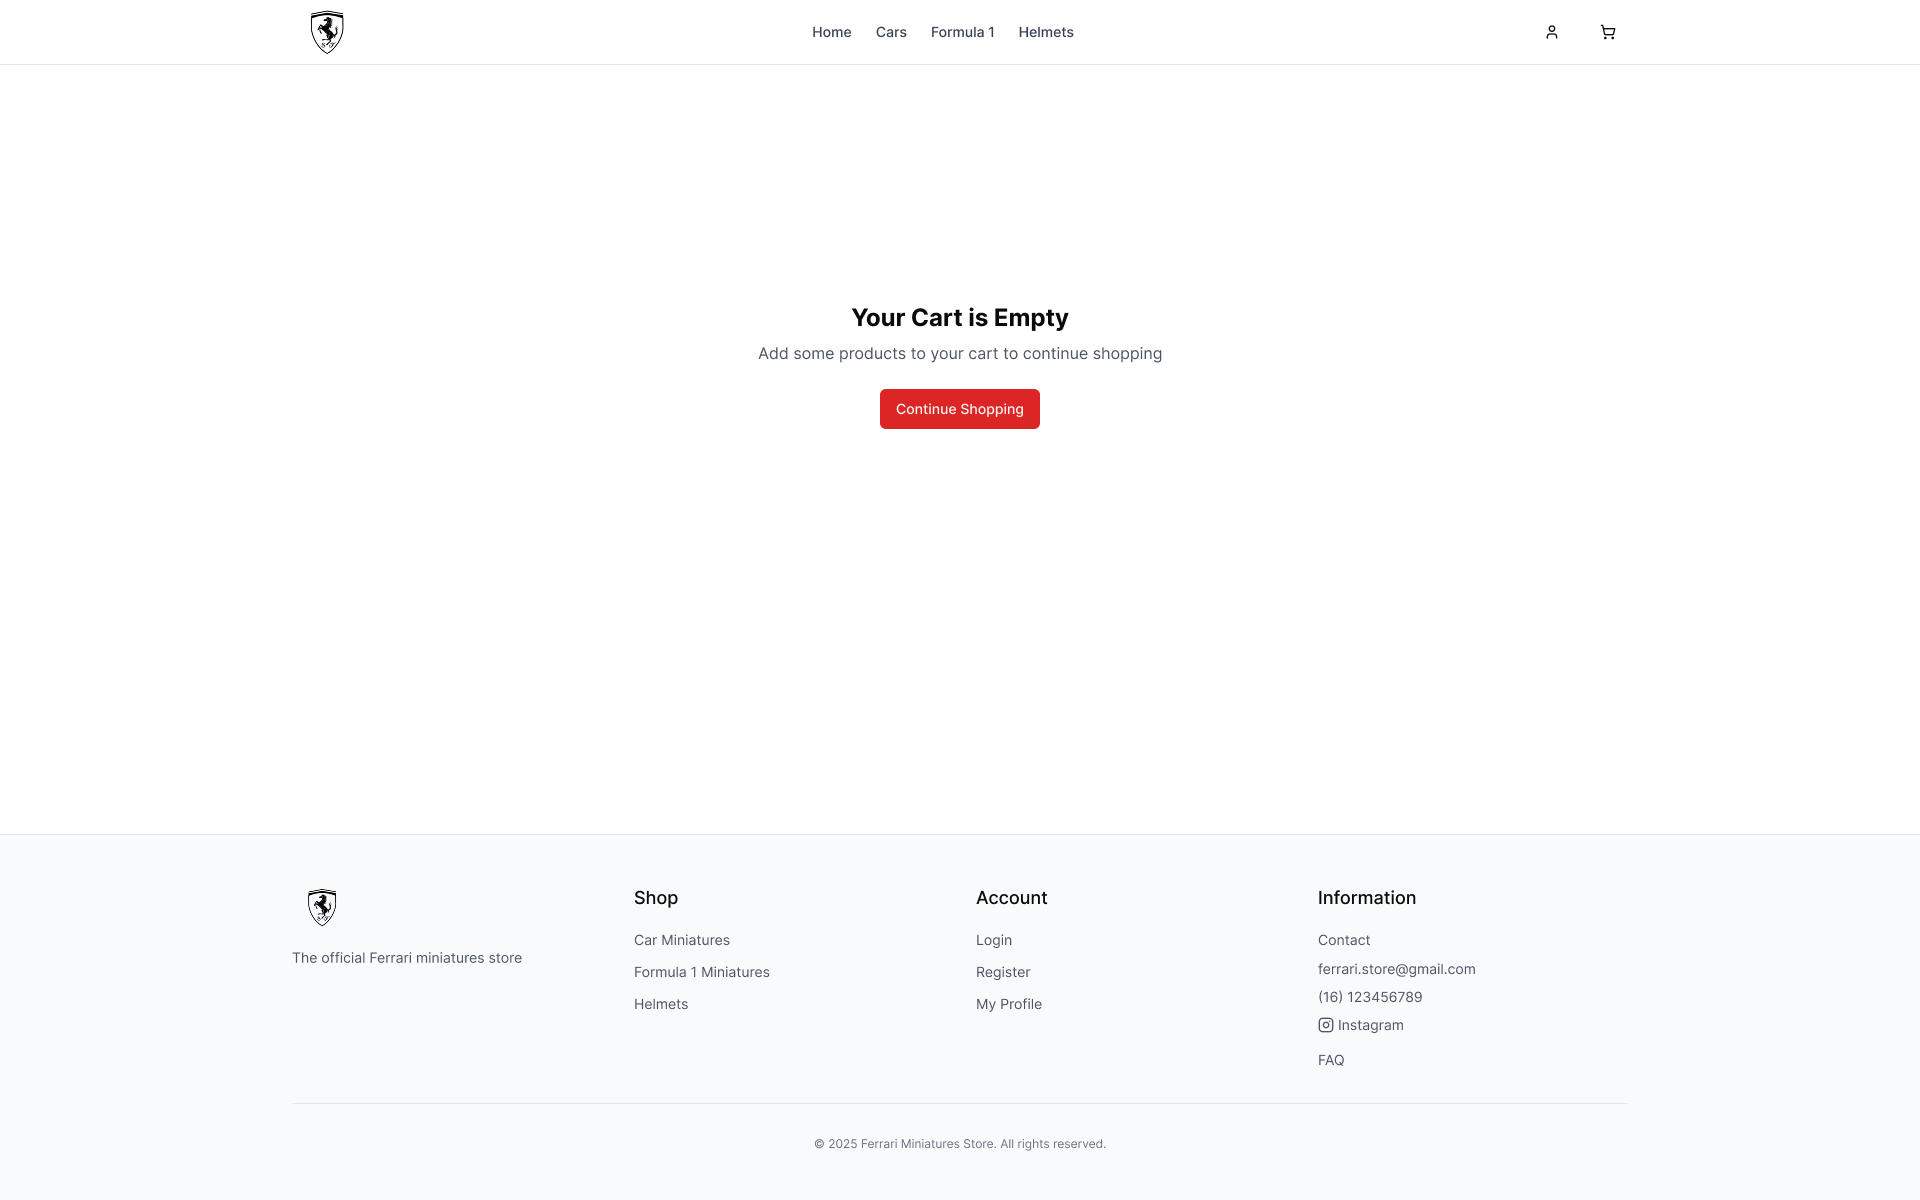 Home
Cars
Formula 1
Helmets
Your Cart is Empty
Add some products to your cart to continue shopping
Continue Shopping
The official Ferrari miniatures store
Shop
Car Miniatures
Formula 1 Miniatures
Helmets
Account
Login
Register
My Profile
Information
Contact
ferrari.store@gmail.com
(16) 123456789
Instagram
FAQ
© 2025 Ferrari Miniatures Store. All rights reserved.